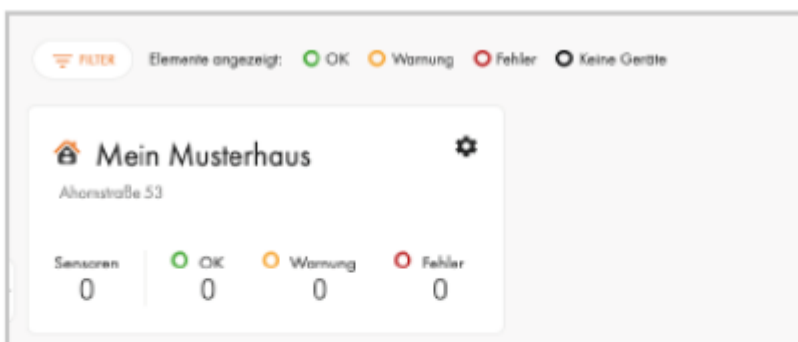 FILTER Elemente angezeigt: OK Warnung Fehler Keine Geräte
Mein Musterhaus
Ahornstraße 53
Sensoren OK Warnung Fehler
0 0 0 0